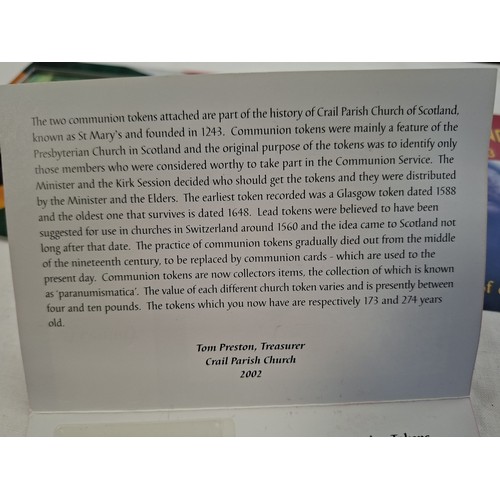 The two communion tokens attached are part of the history of Crail Parish Church of Scotland,
known as St Mary's and founded in 1243. Communion tokens were mainly a feature of the
Presbyterian Church in Scotland and the original purpose of the tokens was to identify only
those members who were considered worthy to take part in the Communion Service. The
Minister and the Kirk Session decided who should get the tokens and they were distributed
by the Minister and the Elders. The earliest token recorded was a Glasgow token dated 1588
and the oldest one that survives is dated 1648. Lead tokens were believed to have been
suggested for use in churches in Switzerland around 1560 and the idea came to Scotland not
long after that date. The practice of communion tokens gradually died out from the middle
of the nineteenth century, to be replaced by communion cards - which are used to the
present day. Communion tokens are now collectors items, the collection of which is known
as 'paranumismatica'. The value of each different church token varies and is presently between
four and ten pounds. The tokens which you now have are respectively 173 and 274 years
old.
Tom Preston, Treasurer
Crail Parish Church
2002